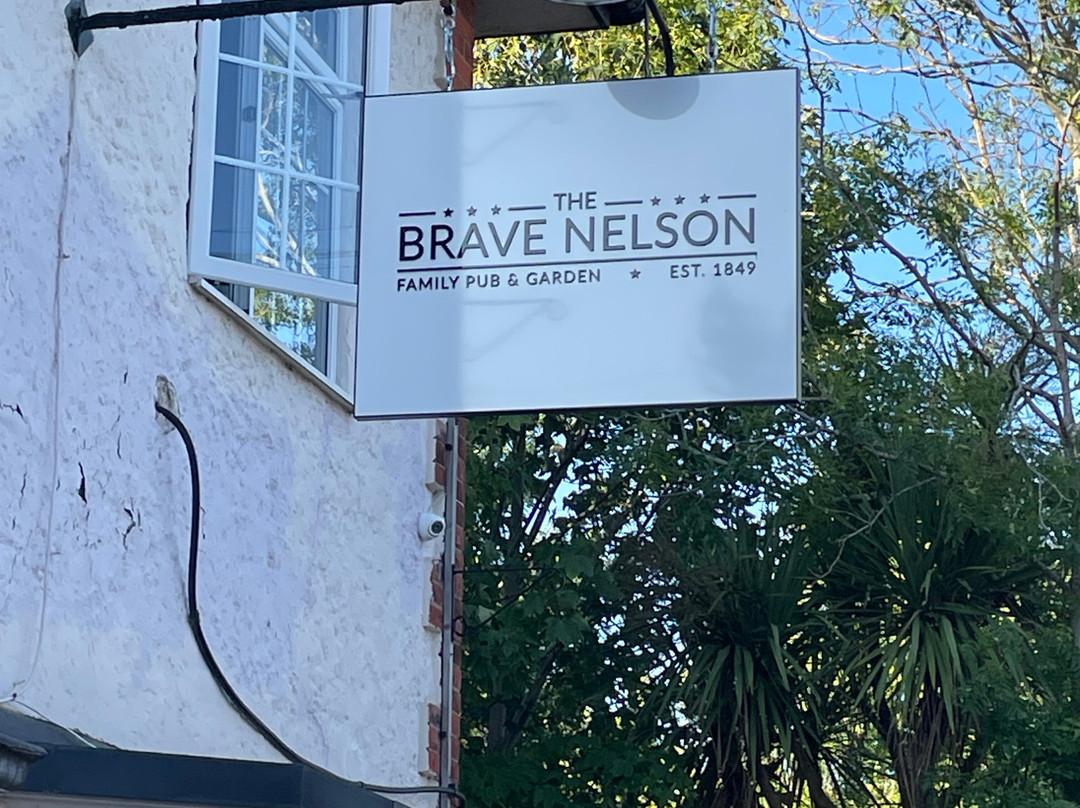 THE
BRAVE NELSON
FAMILY PUB & GARDEN ★ EST. 1849